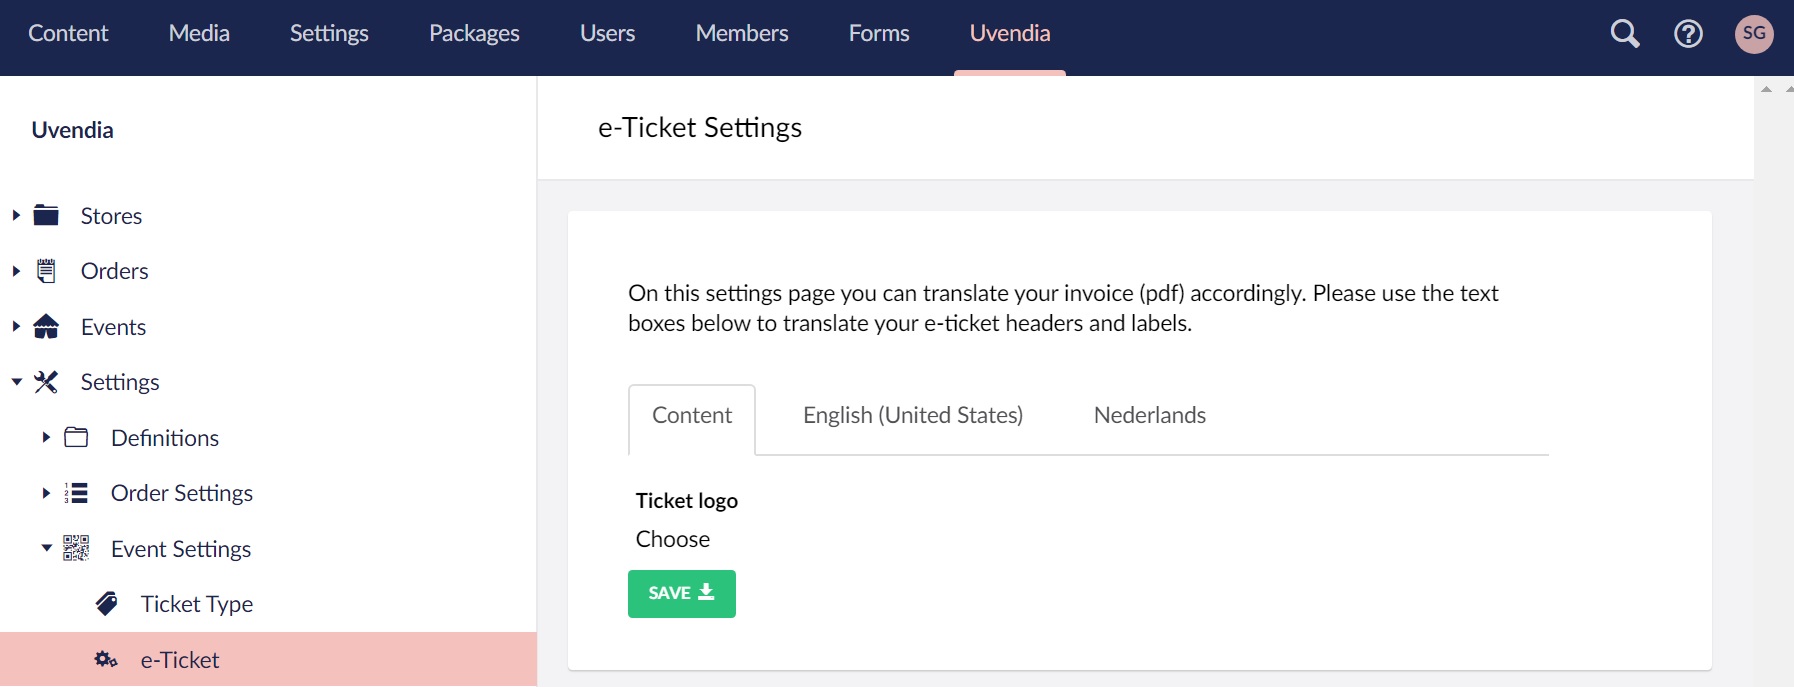 Content Media Settings Packages Users Members Forms Uvendia SG
Uvendia
Stores
Orders
Events
Settings
Definitions
Order Settings
Event Settings
Ticket Type
e-Ticket
e-Ticket Settings
On this settings page you can translate your invoice (pdf) accordingly. Please use the text
boxes below to translate your e-ticket headers and labels.
Content English (United States) Nederlands
Ticket logo
Choose
SAVE